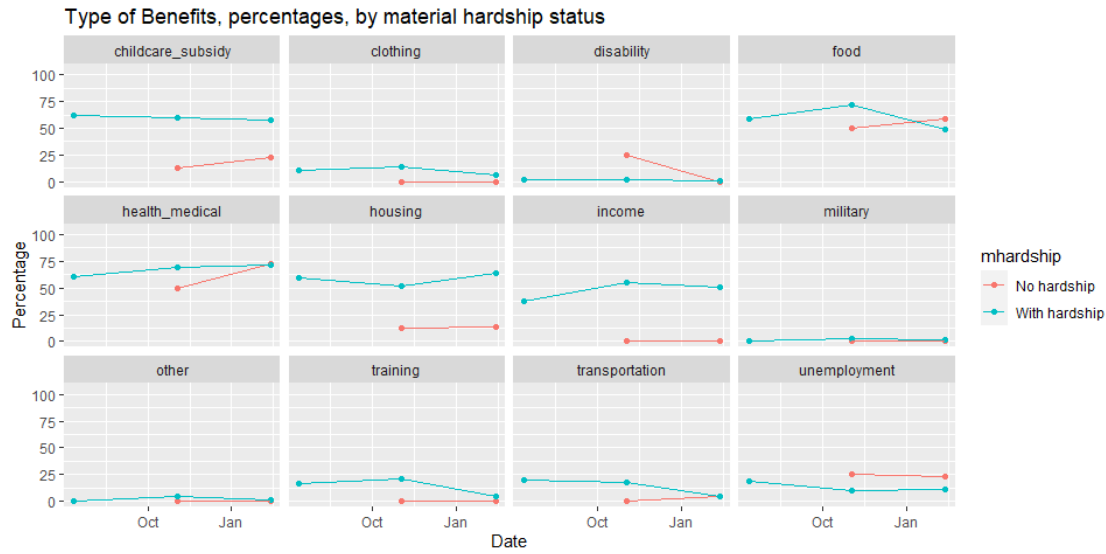 Type of Benefits, percentages, by material hardship status
childcare_subsidy clothing disability food
100
75
50
25
0
health_medical housing income military
100
75
50
25
0
other training transportation unemployment
100
75
50
25
0
Oct Jan Oct Jan Oct Jan Oct Jan
Date
Percentage
mhardship
No hardship
With hardship